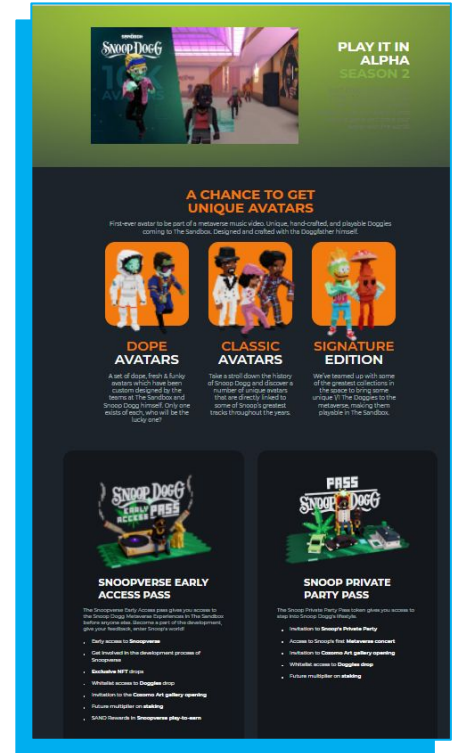 SNOOP DOGG
10K
AVATARS
PLAY IT IN
ALPHA
SEASON 2
A CHANCE TO GET
UNIQUE AVATARS
First-ever avatar to be part of a metaverse music video. Unique, hand-crafted, and playable Doggies
coming to The Sandbox. Designed and crafted with tha Doggfather himself.
DOPE
AVATARS
A set of dope, fresh & funky
avatars which have been
custom designed by the
teams at The Sandbox and
Snoop Dogg himself. Only one
exists of each, who will be the
lucky one?
CLASSIC
AVATARS
Take a stroll down the history
of Snoop Dogg and discover a
number of unique avatars
that are directly linked to
some of Snoop's greatest
tracks throughout the years.
SIGNATURE
EDITION
We've teamed up with some
of the greatest collections in
the space to bring some
unique 1/1 The Doggies to the
metaverse, making them
playable in The Sandbox.
SNOOP DOGG
EARLY
ACCESS PASS
SNOOPVERSE EARLY
ACCESS PASS
The Snoopverse Early Access pass gives you access to
the Snoop Dogg Metaverse Experiences in The Sandbox
before anyone else. Become a part of the development,
give your feedback, enter Snoop's world!
Early access to Snoopverse
Get involved in the development process of
Snoopverse
Exclusive NFT drops
Whitelist access to Doggies drop
Invitation to the Cozomo Art gallery opening
Future multiplier on staking
SAND Rewards in Snoopverse play-to-earn
PASS
SNOOP DOGG
SNOOP PRIVATE
PARTY PASS
The Snoop Private Party Pass token gives you access to
step into Snoop Dogg's lifestyle.
Invitation to Snoop's Private Party
Access to Snoop's first Metaverse concert
Invitation to Cozomo Art gallery opening
Whitelist access to Doggies drop
Future multiplier on staking